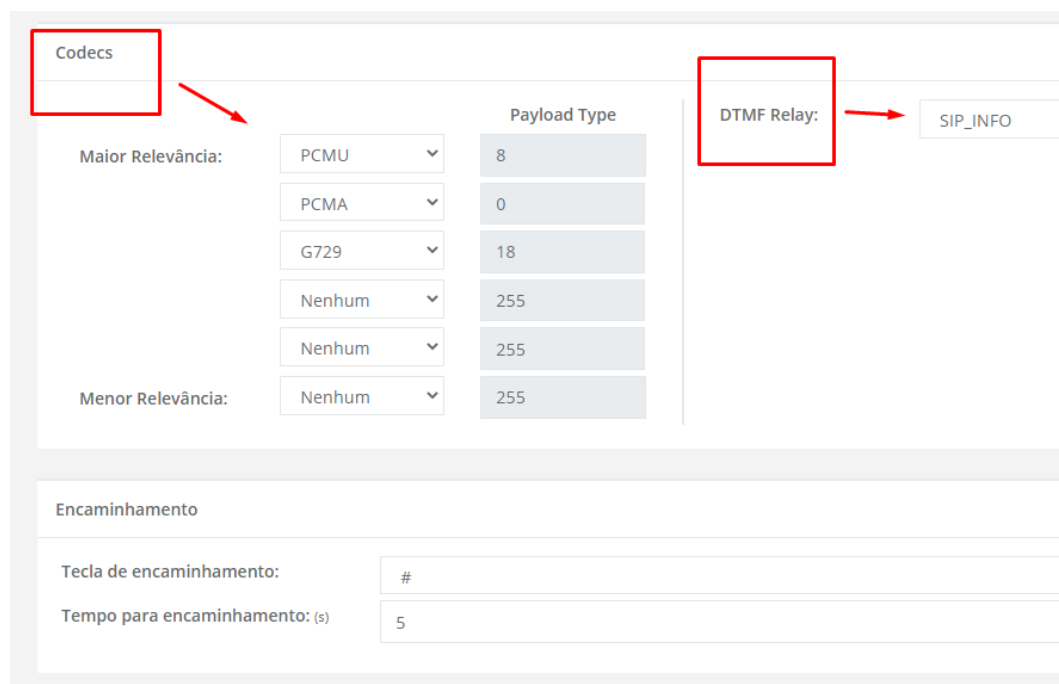 Codecs
Payload Type
DTMF Relay:
SIP_INFO
Maior Relevância:
PCMU
8
PCMA
0
G729
18
Nenhum
255
Nenhum
255
Menor Relevância:
Nenhum
255
Encaminhamento
Tecla de encaminhamento:
#
Tempo para encaminhamento: (s)
5